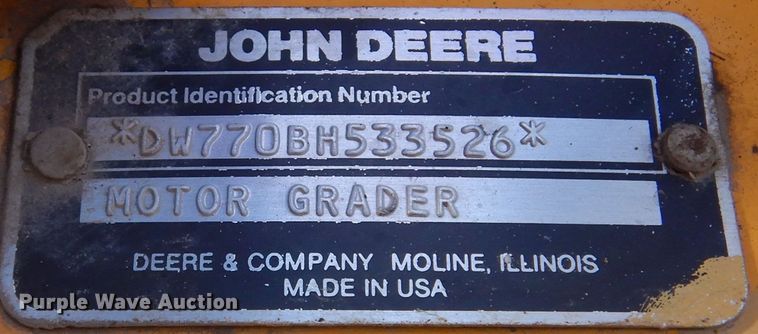 JOHN DEERE
Product Identification Number
*DW770BH533526*
MOTOR GRADER
DEERE & COMPANY MOLINE, ILLINOIS
MADE IN USA
Purple Wave Auction